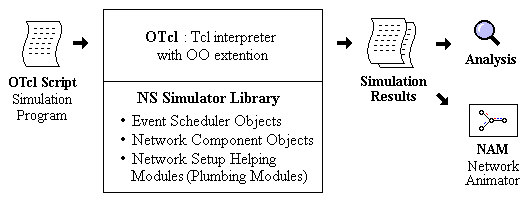 OTcl Script
Simulation
Program
OTcl : Tcl interpreter
with OO extention
NS Simulator Library
• Event Scheduler Objects
• Network Component Objects
• Network Setup Helping
Modules (Plumbing Modules)
Simulation
Results
Analysis
NAM
Network
Animator